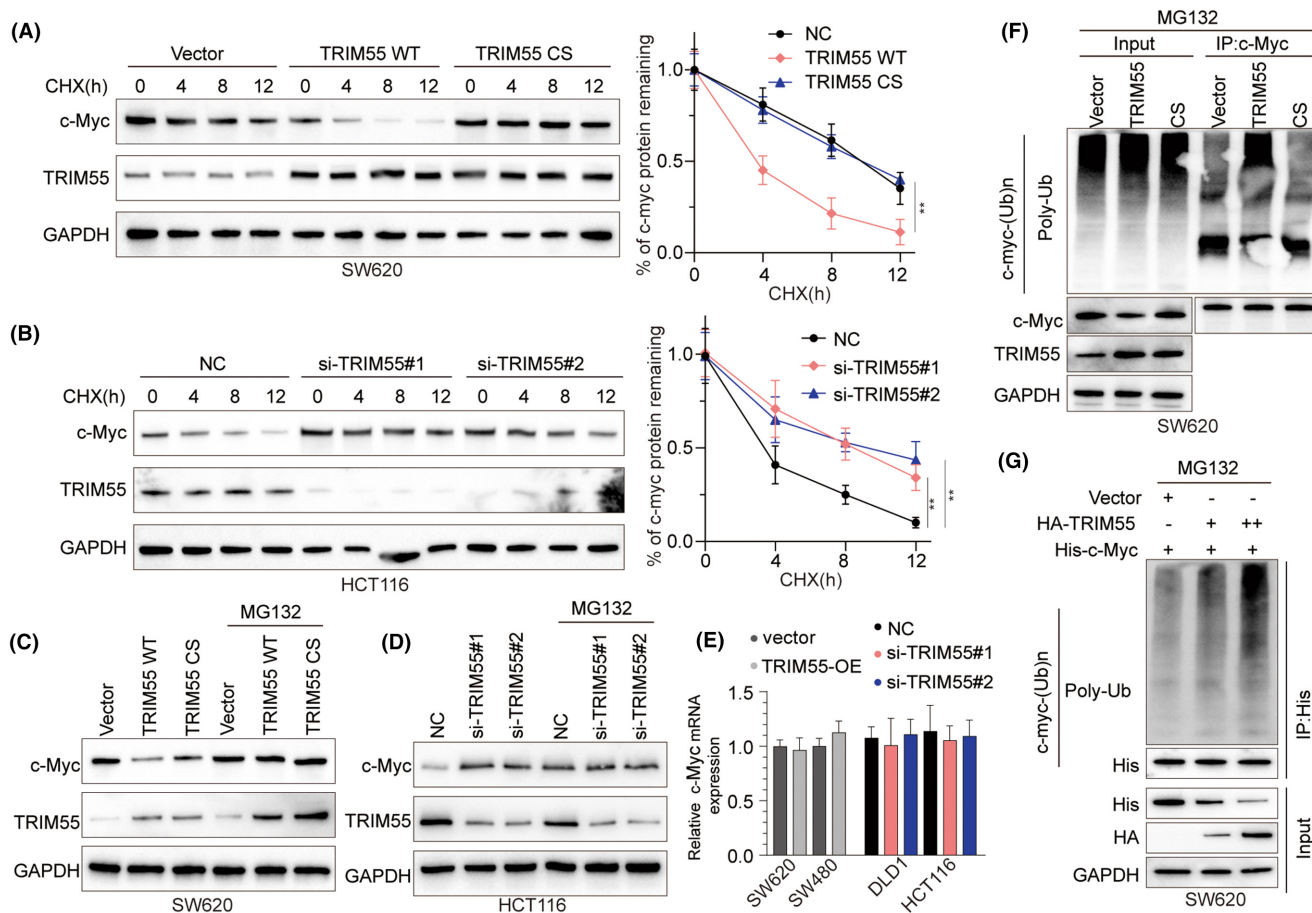 (A)
Vector TRIM55 WT TRIM55 CS
CHX(h) 0 4 8 12 0 4 8 12 0 4 8 12
c-Myc
TRIM55
GAPDH
SW620
NC
TRIM55 WT
TRIM55 CS
% of c-myc protein remaining
1.0
0.5
0.0
0 4 8 12
CHX(h)
**
(B)
NC si-TRIM55#1 si-TRIM55#2
CHX(h) 0 4 8 12 0 4 8 12 0 4 8 12
c-Myc
TRIM55
GAPDH
HCT116
NC
si-TRIM55#1
si-TRIM55#2
% of c-myc protein remaining
1.0
0.5
0.0
0 4 8 12
CHX(h)
** **
(C)
MG132
Vector TRIM55 WT TRIM55 CS Vector TRIM55 WT TRIM55 CS
c-Myc
TRIM55
GAPDH
SW620
(D)
MG132
NC si-TRIM55#1 si-TRIM55#2 NC si-TRIM55#1 si-TRIM55#2
c-Myc
TRIM55
GAPDH
HCT116
(E)
vector
TRIM55-OE
NC
si-TRIM55#1
si-TRIM55#2
Relative c-Myc mRNA
expression
1.5
1.0
0.5
0.0
SW620 SW480 DLD1 HCT116
(F)
MG132
Input IP:c-Myc
Vector TRIM55 CS Vector TRIM55 CS
c-myc-(Ub)n
Poly-Ub
c-Myc
TRIM55
GAPDH
SW620
(G)
MG132
Vector + - -
HA-TRIM55 - + ++
His-c-Myc + + +
c-myc-(Ub)n
Poly-Ub
His
IP:His
His
HA
GAPDH
Input
SW620